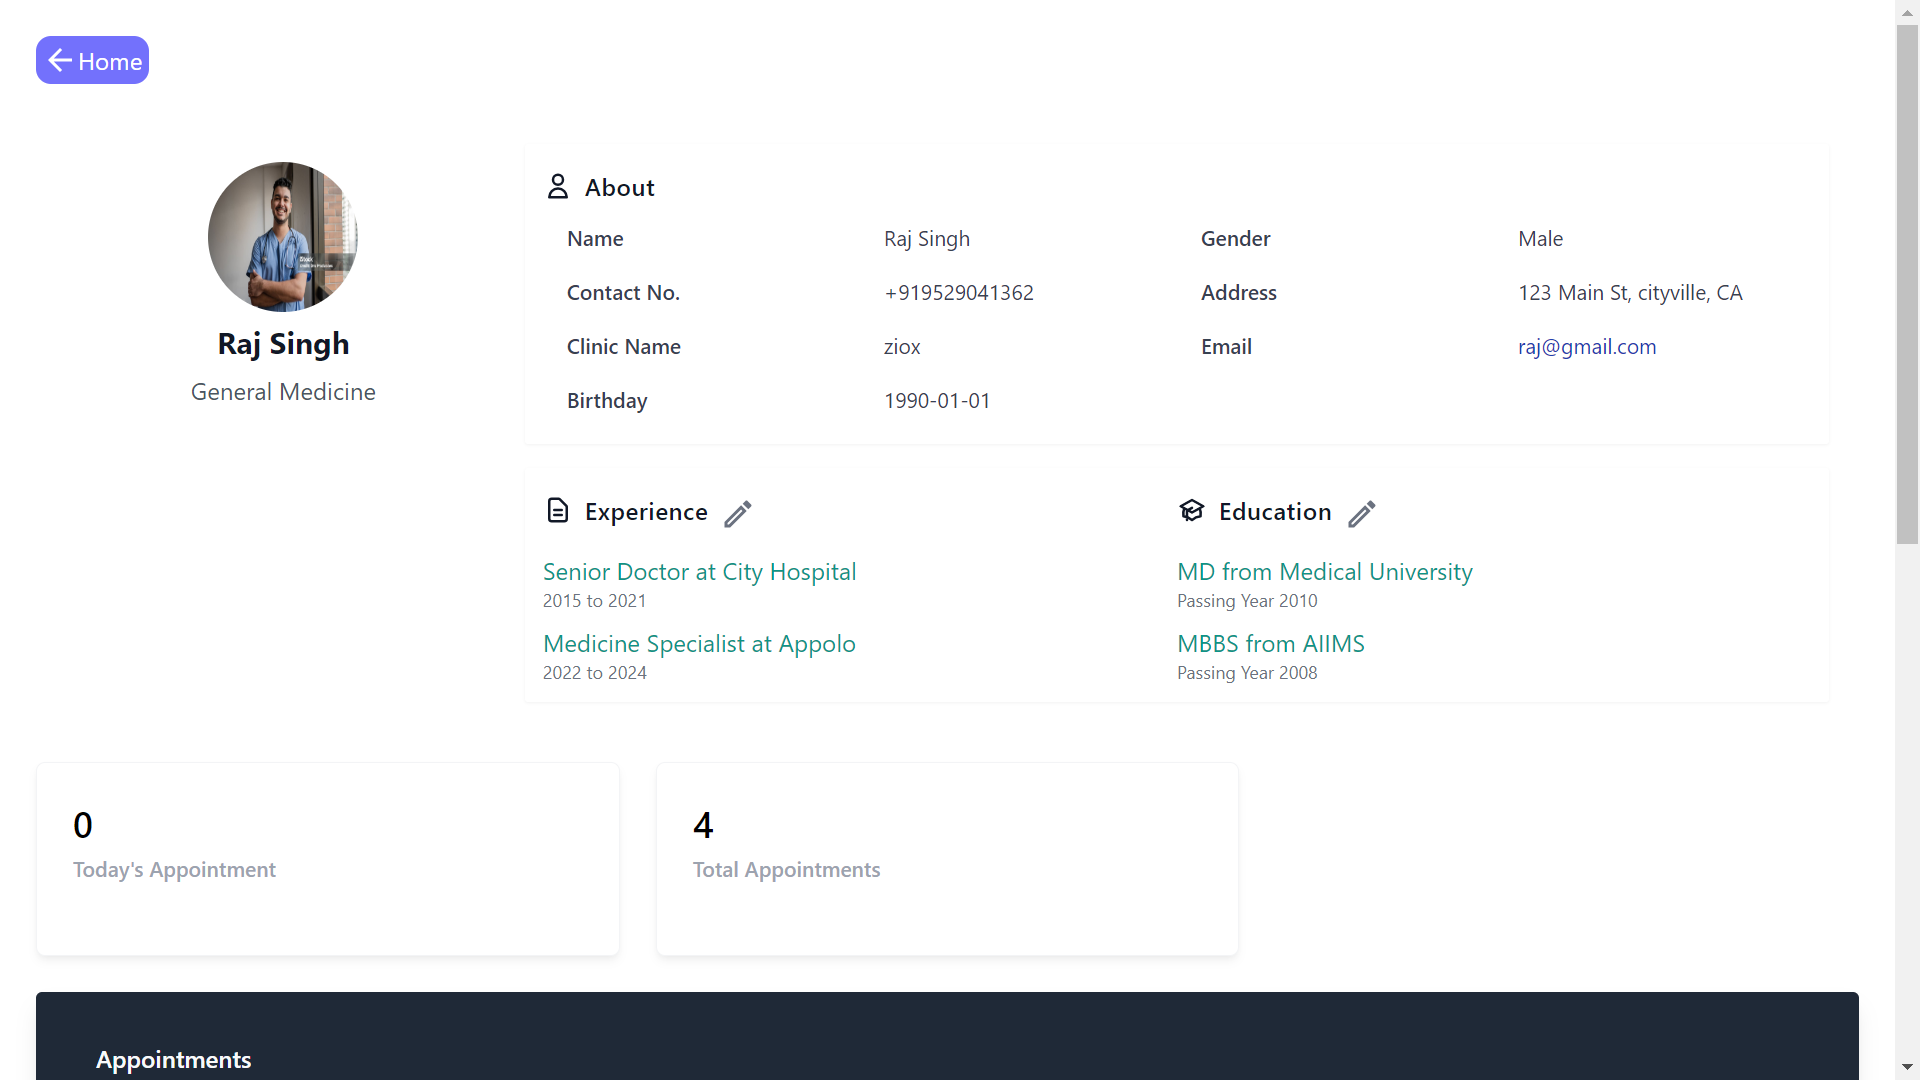 Home
Raj Singh
General Medicine
About
Name Raj Singh Gender Male
Contact No. +919529041362 Address 123 Main St, cityville, CA
Clinic Name ziox Email raj@gmail.com
Birthday 1990-01-01
Experience
Senior Doctor at City Hospital
2015 to 2021
Medicine Specialist at Appolo
2022 to 2024
Education
MD from Medical University
Passing Year 2010
MBBS from AIIMS
Passing Year 2008
0
Today's Appointment
4
Total Appointments
Appointments